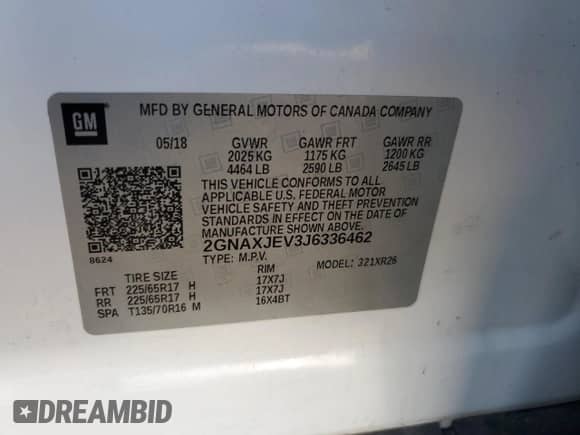 GM
MFD BY GENERAL MOTORS OF CANADA COMPANY
05/18 GVWR GAWR FRT GAWR RR
2025 KG 1175 KG 1200 KG
4464 LB 2590 LB 2645 LB
THIS VEHICLE CONFORMS TO ALL
APPLICABLE U.S. FEDERAL MOTOR
VEHICLE SAFETY AND THEFT PREVENTION
STANDARDS IN EFFECT ON THE DATE OF
MANUFACTURE SHOWN ABOVE.
8624 2GNAXJEV3J6336462
TYPE: M.P.V. MODEL: 321XR26
TIRE SIZE RIM
FRT 225/65R17 H 17X7J
RR 225/65R17 H 17X7J
SPA T135/70R16 M 16X4BT
DREAMBID